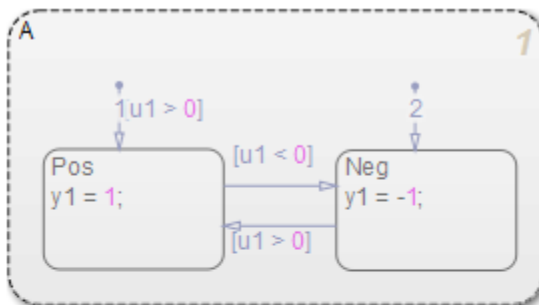 A
1
1[u1 > 0]
2
[u1 < 0]
Pos
y1 = 1;
Neg
y1 = -1;
[u1 > 0]